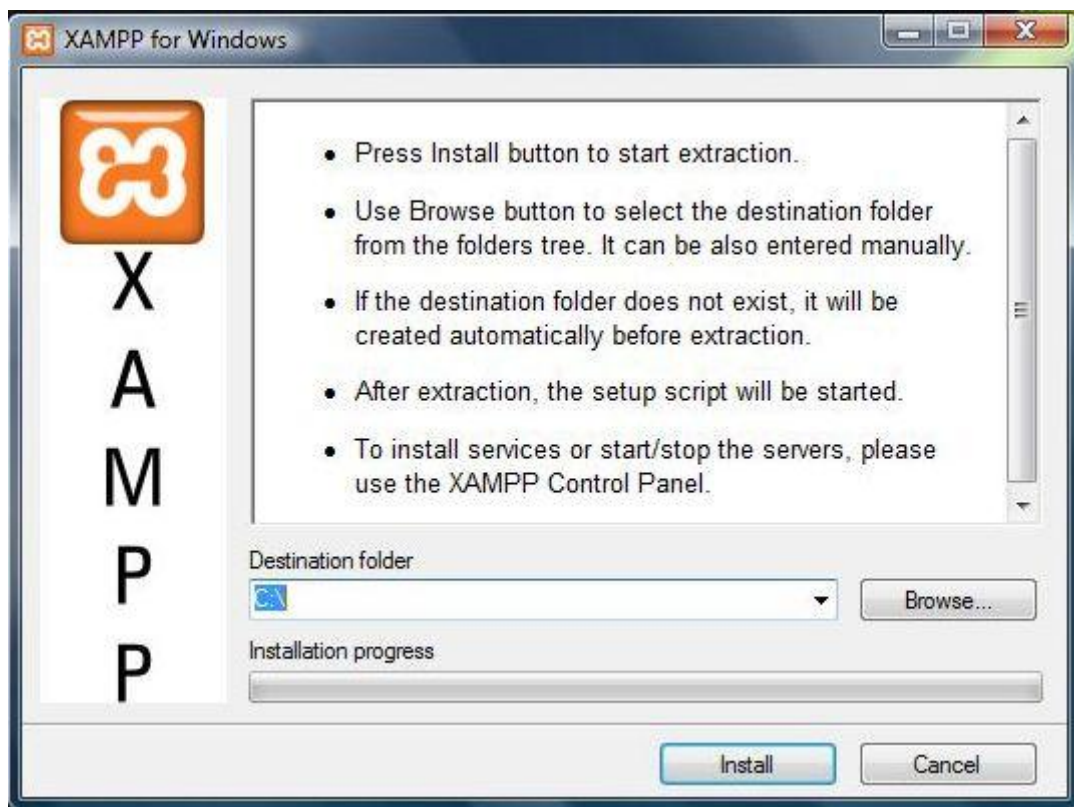 XAMPP for Windows
X
A
M
P
P
• Press Install button to start extraction.
• Use Browse button to select the destination folder
from the folders tree. It can be also entered manually.
• If the destination folder does not exist, it will be
created automatically before extraction.
• After extraction, the setup script will be started.
• To install services or start/stop the servers, please
use the XAMPP Control Panel.
Destination folder
C:\
Browse...
Installation progress
Install
Cancel